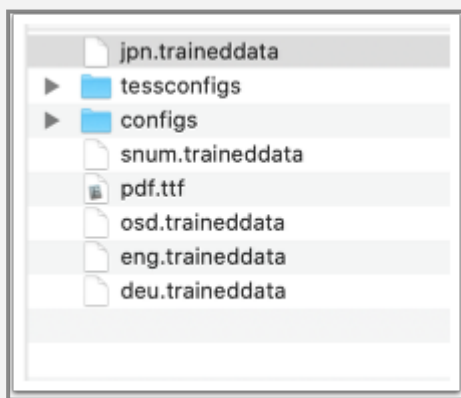 jpn.traineddata
tessconfigs
configs
snum.traineddata
pdf.ttf
osd.traineddata
eng.traineddata
deu.traineddata